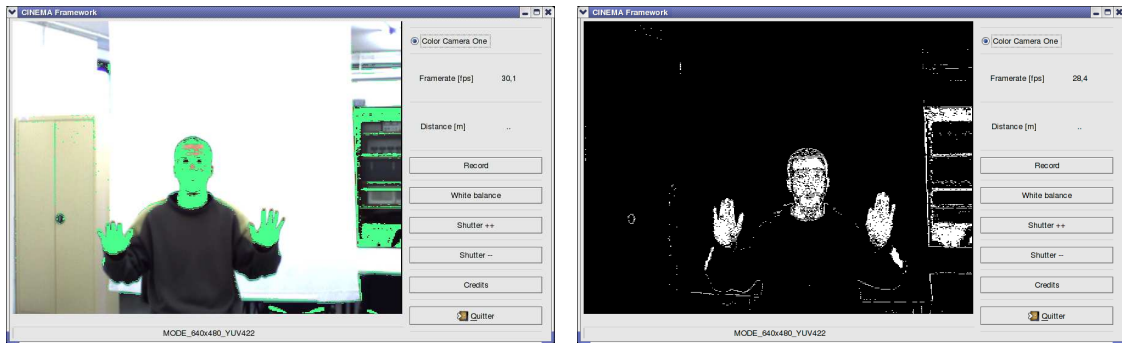 CINEMA Framework
Color Camera One
Framerate [fps] 30,1
Distance [m] ..
Record
White balance
Shutter ++
Shutter --
Credits
Quitter
MODE_640x480_YUV422
CINEMA Framework
Color Camera One
Framerate [fps] 28,4
Distance [m] ..
Record
White balance
Shutter ++
Shutter --
Credits
Quitter
MODE_640x480_YUV422